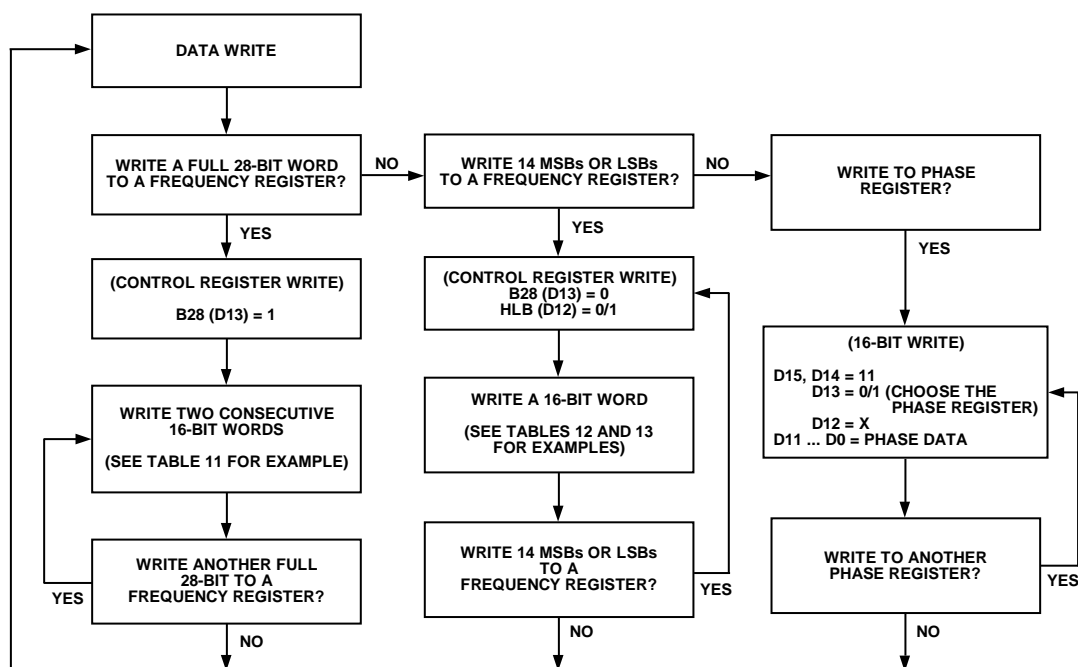 DATA WRITE
WRITE A FULL 28-BIT WORD
TO A FREQUENCY REGISTER?
NO
YES
(CONTROL REGISTER WRITE)
B28 (D13) = 1
WRITE TWO CONSECUTIVE
16-BIT WORDS
(SEE TABLE 11 FOR EXAMPLE)
WRITE ANOTHER FULL
28-BIT TO A
FREQUENCY REGISTER?
YES
NO
WRITE 14 MSBs OR LSBs
TO A FREQUENCY REGISTER?
NO
YES
(CONTROL REGISTER WRITE)
B28 (D13) = 0
HLB (D12) = 0/1
WRITE A 16-BIT WORD
(SEE TABLES 12 AND 13
FOR EXAMPLES)
WRITE 14 MSBs OR LSBs
TO A
FREQUENCY REGISTER?
YES
NO
WRITE TO PHASE
REGISTER?
YES
(16-BIT WRITE)
D15, D14 = 11
D13 = 0/1 (CHOOSE THE
PHASE REGISTER)
D12 = X
D11 ... D0 = PHASE DATA
WRITE TO ANOTHER
PHASE REGISTER?
YES
NO